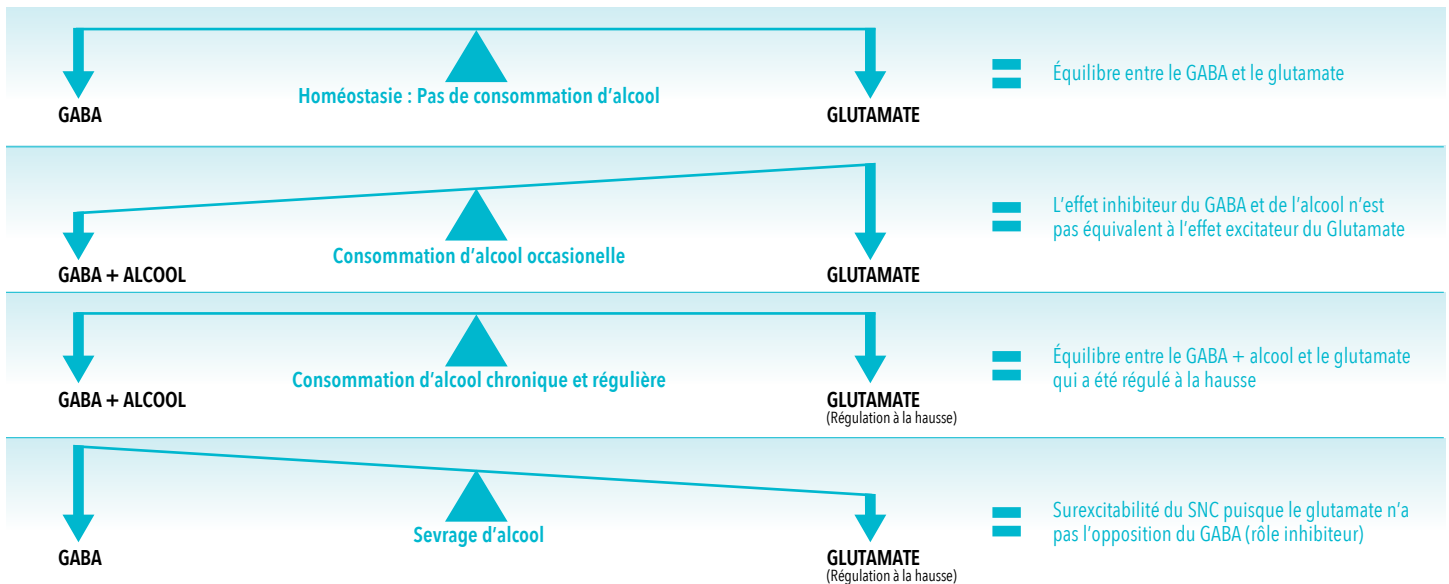 Homéostasie : Pas de consommation d'alcool
GABA
GLUTAMATE
Équilibre entre le GABA et le glutamate
Consommation d'alcool occasionelle
GABA + ALCOOL
GLUTAMATE
L'effet inhibiteur du GABA et de l'alcool n'est
pas équivalent à l'effet excitateur du Glutamate
Consommation d'alcool chronique et régulière
GABA + ALCOOL
GLUTAMATE
(Régulation à la hausse)
Équilibre entre le GABA + alcool et le glutamate
qui a été régulé à la hausse
Sevrage d'alcool
GABA
GLUTAMATE
(Régulation à la hausse)
Surexcitabilité du SNC puisque le glutamate n'a
pas l'opposition du GABA (rôle inhibiteur)